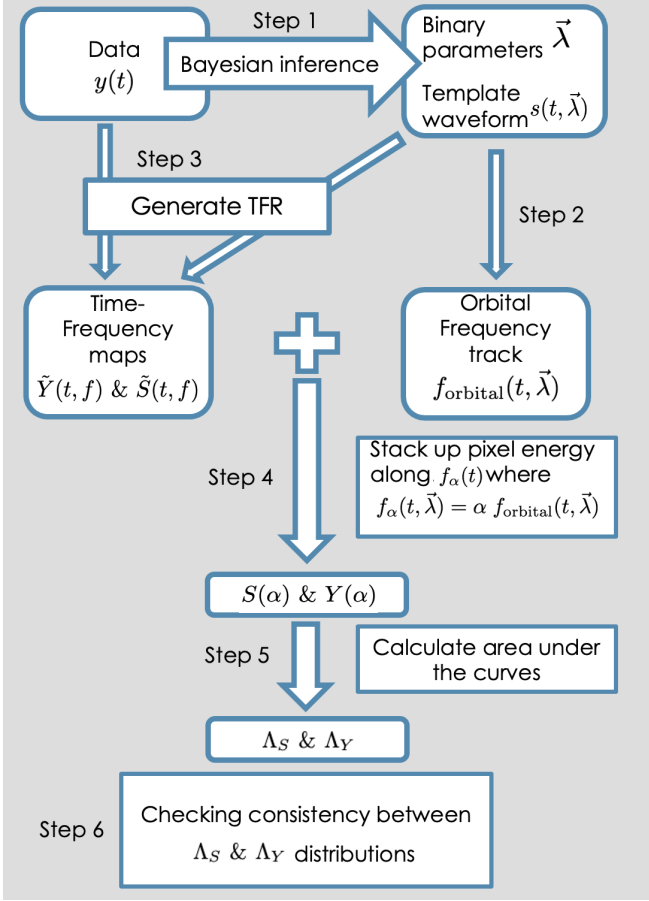 Step 1
Data
y(t)
Bayesian inference
Binary
parameters λ⃗
Template
waveform s(t, λ⃗)
Step 3
Generate TFR
Step 2
Time-
Frequency
maps
Ỹ(t, f) & S̃(t, f)
Orbital
Frequency
track
f_orbital(t, λ⃗)
Step 4
Stack up pixel energy
along f_α(t) where
f_α(t, λ⃗) = α f_orbital(t, λ⃗)
S(α) & Y(α)
Step 5
Calculate area under
the curves
Λ_S & Λ_Y
Step 6
Checking consistency between
Λ_S & Λ_Y distributions